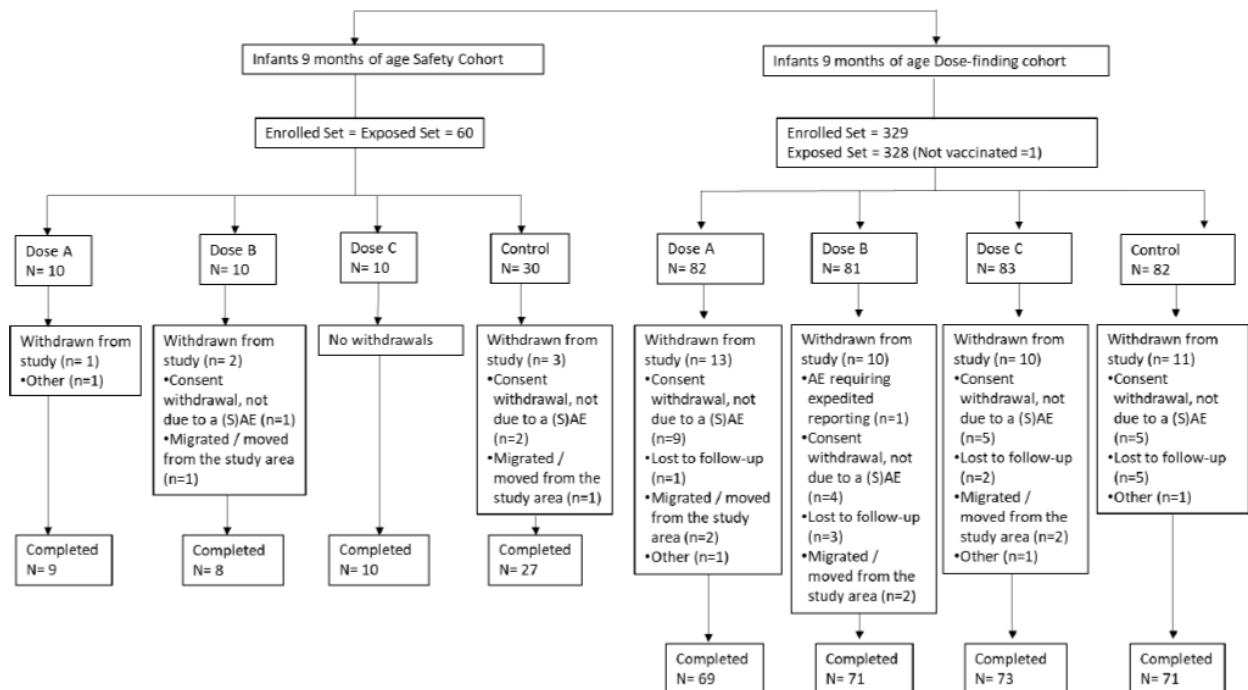 Infants 9 months of age Safety Cohort
Infants 9 months of age Dose-finding cohort
Enrolled Set = Exposed Set = 60
Enrolled Set = 329
Exposed Set = 328 (Not vaccinated =1)
Dose A
N= 10
Dose B
N= 10
Dose C
N= 10
Control
N= 30
Dose A
N= 82
Dose B
N= 81
Dose C
N= 83
Control
N= 82
Withdrawn from
study (n= 1)
•Other (n=1)
Withdrawn from
study (n= 2)
•Consent
withdrawal, not
due to a (S)AE (n=1)
•Migrated / moved
from the study area
(n=1)
No withdrawals
Withdrawn from
study (n= 3)
•Consent
withdrawal, not
due to a (S)AE
(n=2)
•Migrated /
moved from the
study area (n=1)
Withdrawn from
study (n= 13)
•Consent
withdrawal, not
due to a (S)AE
(n=9)
•Lost to follow-up
(n=1)
•Migrated / moved
from the study
area (n=2)
•Other (n=1)
Withdrawn from
study (n= 10)
•AE requiring
expedited
reporting (n=1)
•Consent
withdrawal, not
due to a (S)AE
(n=4)
•Lost to follow-up
(n=3)
•Migrated /
moved from the
study area (n=2)
Withdrawn from
study (n= 10)
•Consent
withdrawal, not
due to a (S)AE
(n=5)
•Lost to follow-up
(n=2)
•Migrated /
moved from the
study area (n=2)
•Other (n=1)
Withdrawn from
study (n= 11)
•Consent
withdrawal, not
due to a (S)AE
(n=5)
•Lost to follow-up
(n=5)
•Other (n=1)
Completed
N= 9
Completed
N= 8
Completed
N= 10
Completed
N= 27
Completed
N= 69
Completed
N= 71
Completed
N= 73
Completed
N= 71